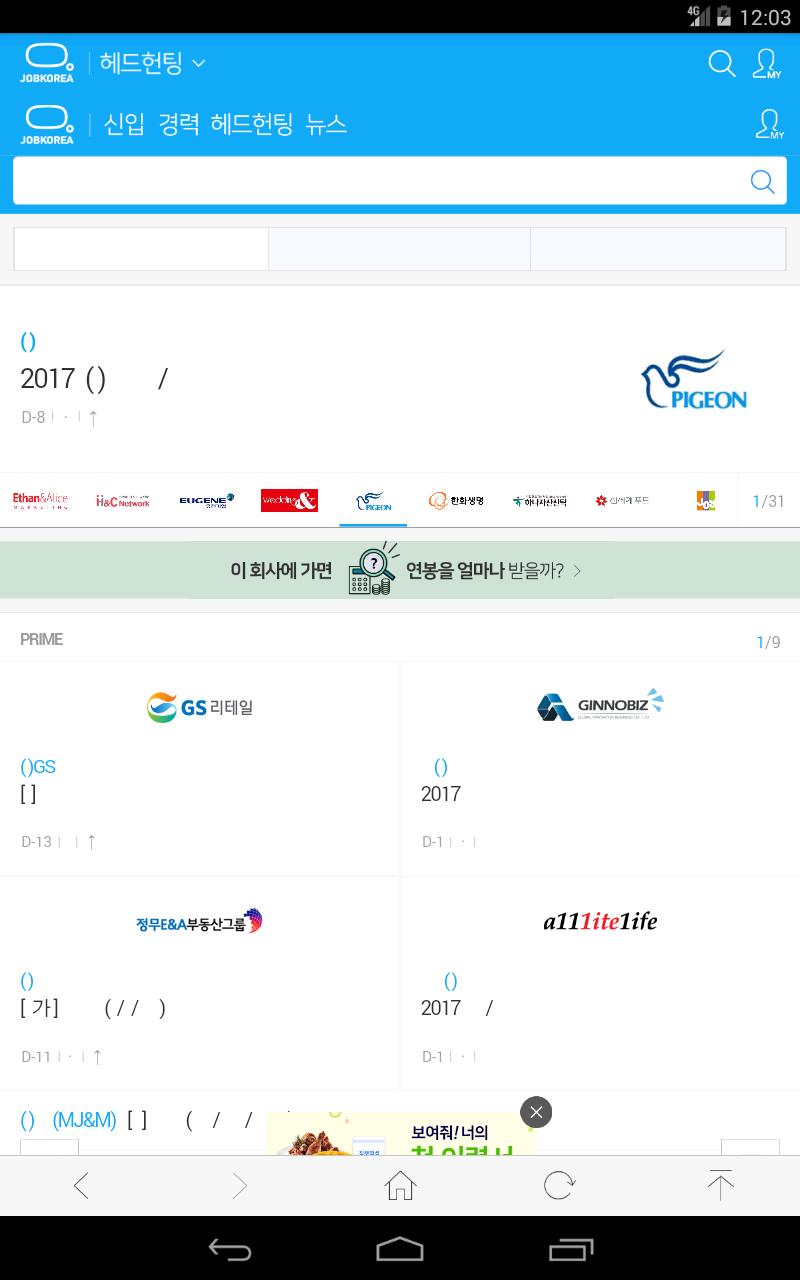 4G 12:03
JOBKOREA 헤드헌팅 MY
JOBKOREA 신입 경력 헤드헌팅 뉴스 MY
()
2017 () /
D-8 · ↑
PIGEON
Ethan&Alice MARKETING H&C Network EUGENE wedding& PIGEON 한화생명 하나자산신탁 신세계푸드 JOB 1/31
이 회사에 가면 ? 연봉을 얼마나 받을까? >
PRIME 1/9
GS 리테일
()GS
[ ]
D-13 ↑
GINNOBIZ
()
2017
D-1 ·
정무E&A부동산그룹
()
[ 가] ( / / )
D-11 · ↑
a111ite1ife
()
2017 /
D-1 ·
() (MJ&M) [ ] ( / /
보여줘! 너의